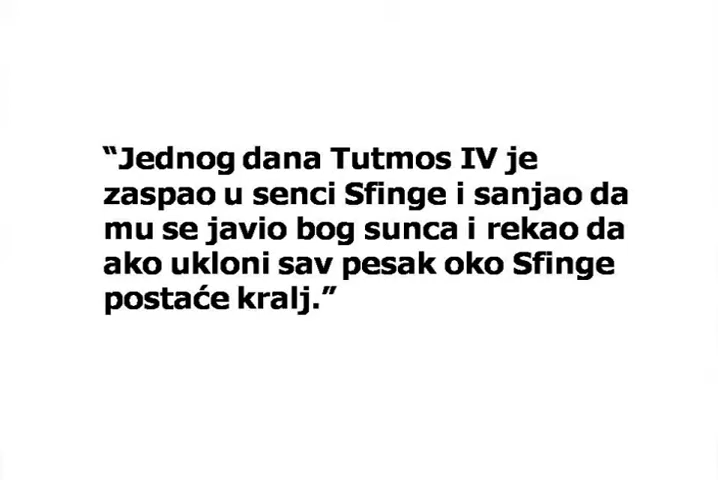 “Jednog dana Tutmos IV je
zaspao u senci Sfinge i sanjao da
mu se javio bog sunca i rekao da
ako ukloni sav pesak oko Sfinge
postaće kralj.”